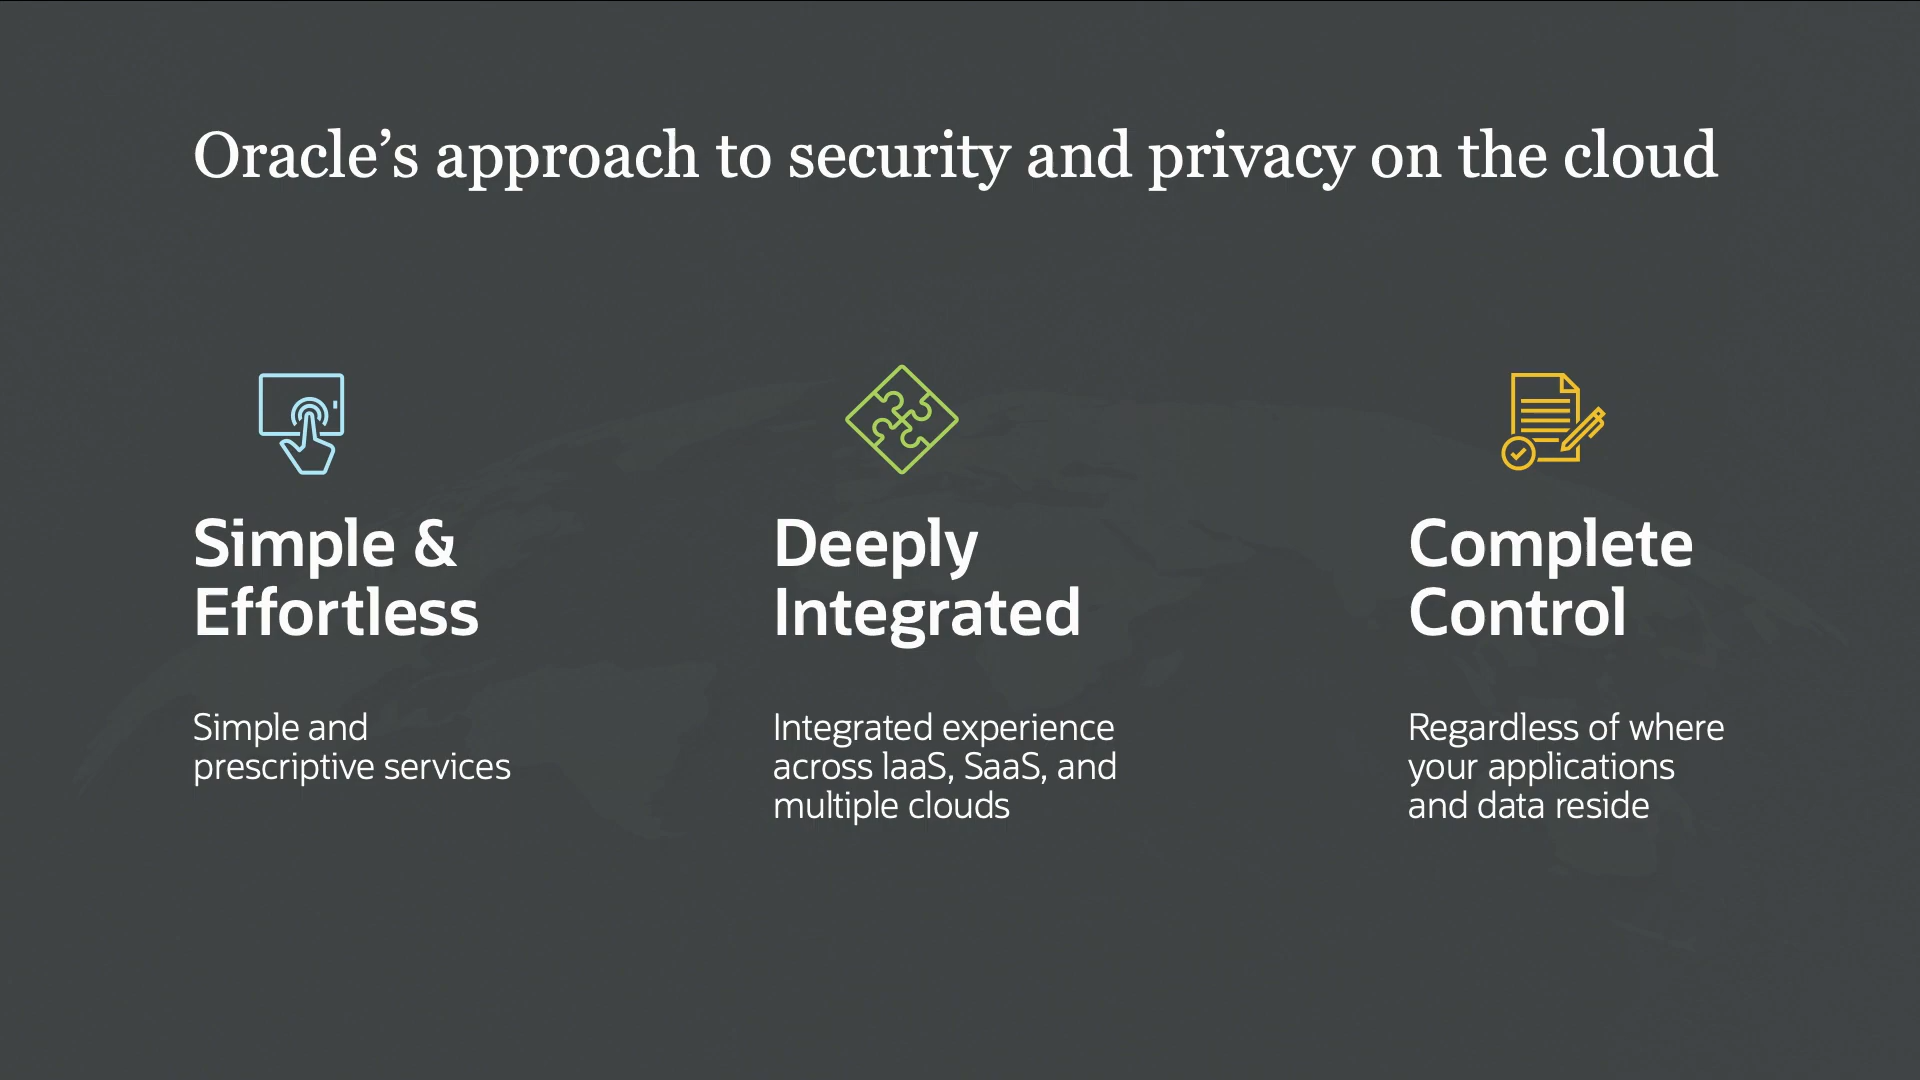 Oracle’s approach to security and privacy on the cloud
Simple &
Effortless
Simple and
prescriptive services
Deeply
Integrated
Integrated experience
across IaaS, SaaS, and
multiple clouds
Complete
Control
Regardless of where
your applications
and data reside